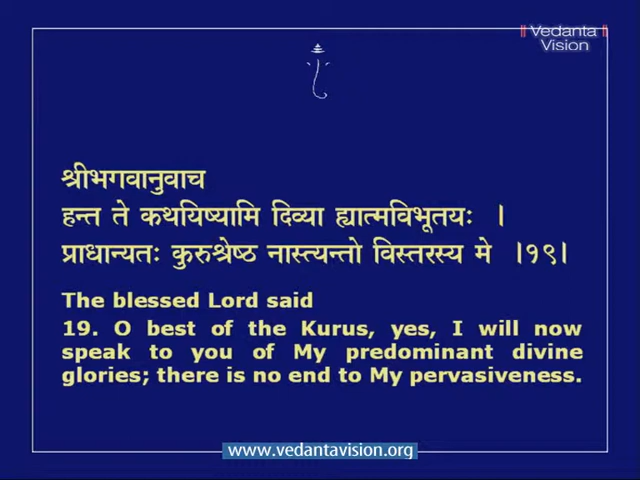 Vedanta
Vision
श्रीभगवानुवाच
हन्त ते कथयिष्यामि दिव्या ह्यात्मविभूतयः ।
प्राधान्यतः कुरुश्रेष्ठ नास्त्यन्तो विस्तरस्य मे ।१९।
The blessed Lord said
19. O best of the Kurus, yes, I will now
speak to you of My predominant divine
glories; there is no end to My pervasiveness.
www.vedantavision.org